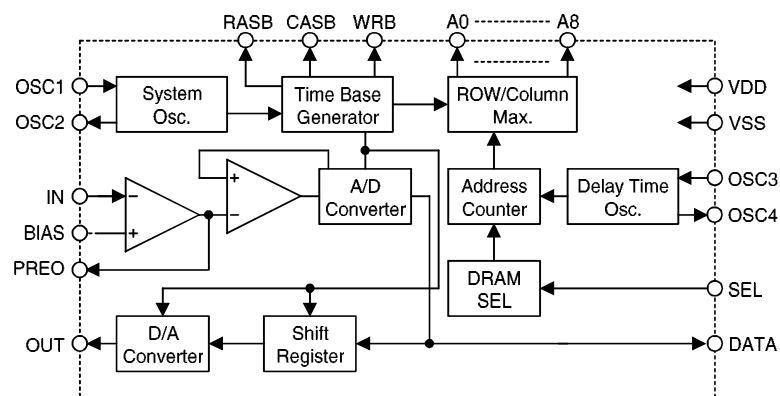 RASB CASB WRB A0 A8
OSC1
OSC2
System
Osc.
Time Base
Generator
ROW/Column
Max.
VDD
VSS
IN
BIAS
PREO
−
+
+
−
A/D
Converter
Address
Counter
Delay Time
Osc.
OSC3
OSC4
DRAM
SEL
SEL
OUT
D/A
Converter
Shift
Register
DATA